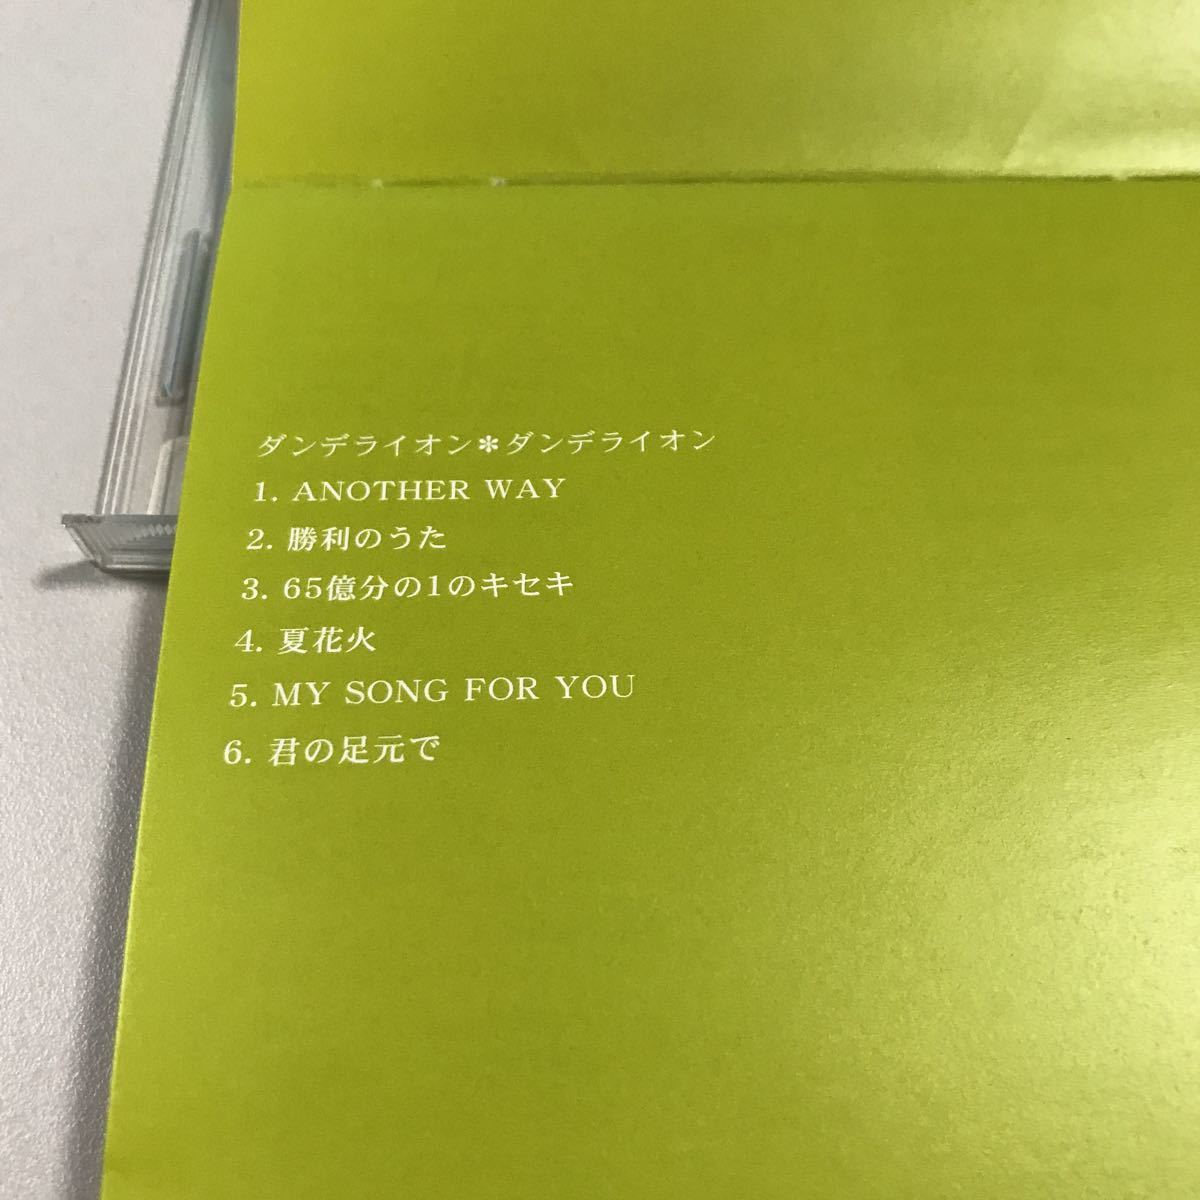 ダンデライオン＊ダンデライオン
1. ANOTHER WAY
2. 勝利のうた
3. 65億分の1のキセキ
4. 夏花火
5. MY SONG FOR YOU
6. 君の足元で